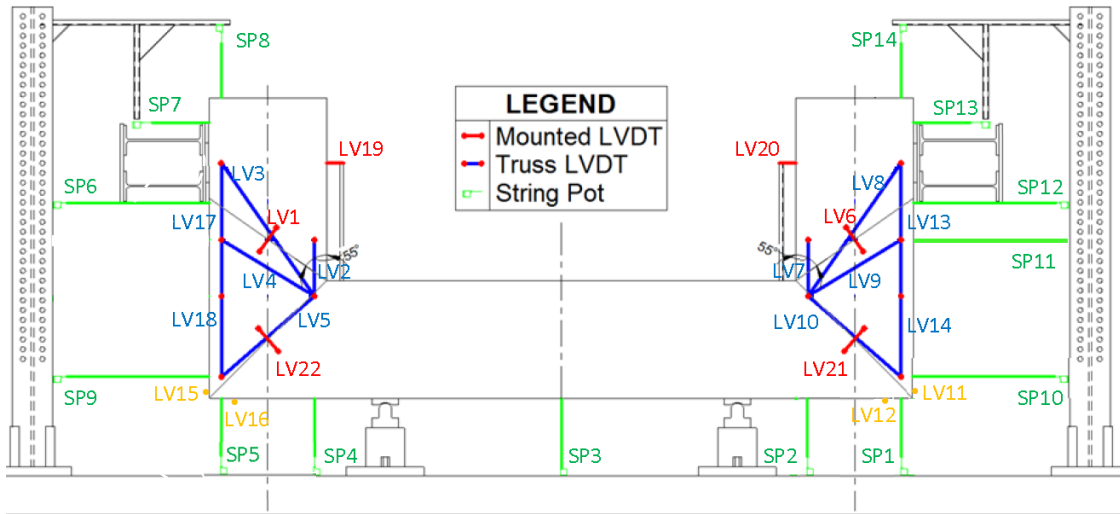 SP8
SP14
SP7
SP13
LEGEND
Mounted LVDT
Truss LVDT
String Pot
LV19
LV20
LV3
LV8
SP6
SP12
LV17
LV1
LV6
LV13
SP11
55°
55°
LV4
LV2
LV7
LV9
LV18
LV5
LV10
LV14
LV22
LV21
SP9
LV15
LV11
SP10
LV16
LV12
SP5
SP4
SP3
SP2
SP1